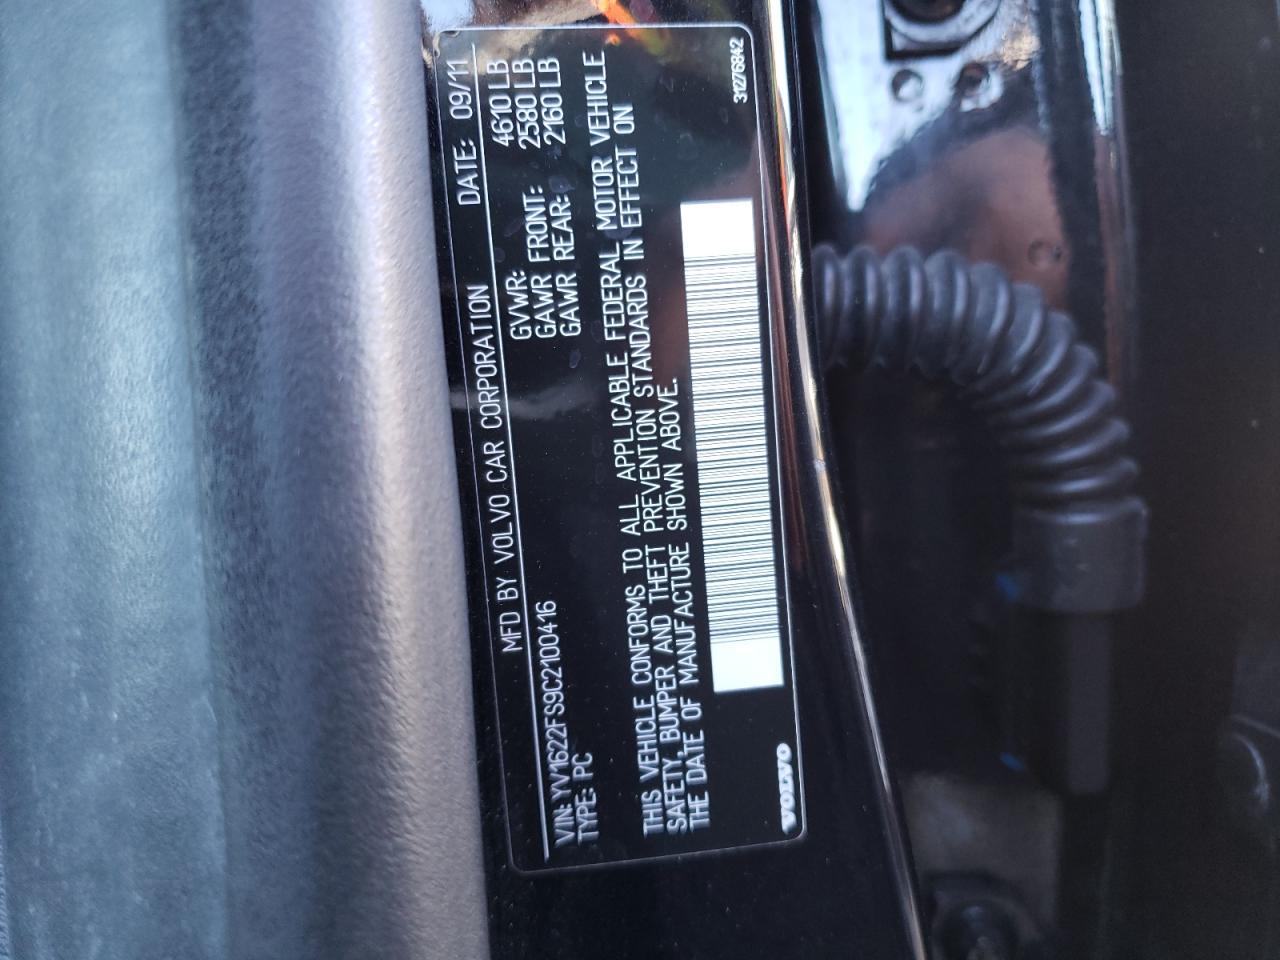 MFD BY VOLVO CAR CORPORATION DATE: 09/11
GVWR: 4610 LB
GAWR FRONT: 2580 LB
GAWR REAR: 2160 LB
VIN: YV1622FS9C2100416
TYPE: PC
THIS VEHICLE CONFORMS TO ALL APPLICABLE FEDERAL MOTOR VEHICLE
SAFETY, BUMPER AND THEFT PREVENTION STANDARDS IN EFFECT ON
THE DATE OF MANUFACTURE SHOWN ABOVE.
VOLVO
31276842